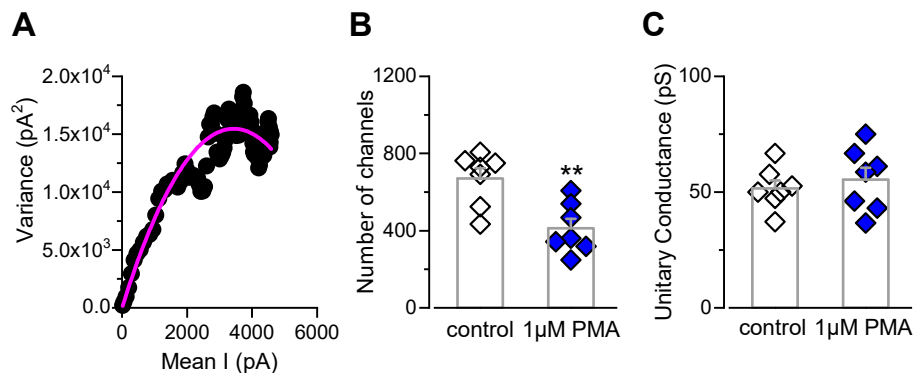 A
B
C
2.0x10⁴
1.5x10⁴
1.0x10⁴
5.0x10³
0.0
Variance (pA²)
0
2000
4000
6000
Mean I (pA)
1200
800
400
0
Number of channels
**
control
1µM PMA
100
50
0
Unitary Conductance (pS)
control
1µM PMA